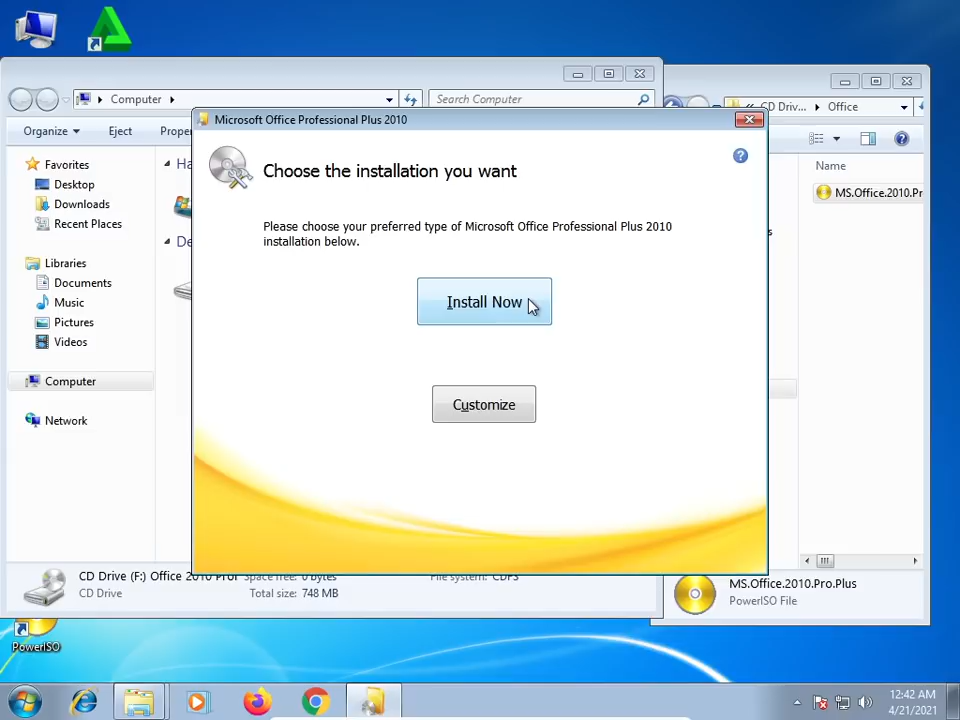 Computer
Search Computer
CD Driv...
Office
Organize
Eject
Microsoft Office Professional Plus 2010
Choose the installation you want
Please choose your preferred type of Microsoft Office Professional Plus 2010
installation below.
Install Now
Customize
Favorites
Desktop
Downloads
Recent Places
Libraries
Documents
Music
Pictures
Videos
Computer
Network
Name
MS.Office.2010.Pr
CD Drive (F:) Office 2010 Prof
Space free: 0 bytes
File system: CDFS
CD Drive
Total size: 748 MB
MS.Office.2010.Pro.Plus
PowerISO File
PowerISO
12:42 AM
4/21/2021